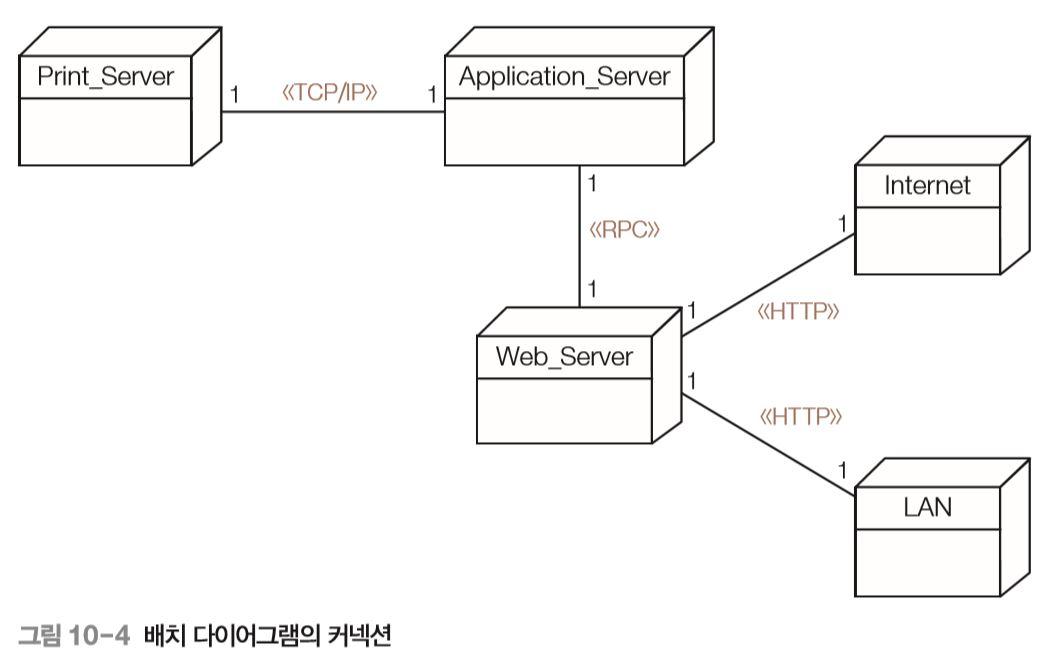 Print_Server
1 《TCP/IP》 1
Application_Server
1
《RPC》
1
Internet
1
《HTTP》
1
Web_Server
1
《HTTP》
1
LAN
그림 10-4 배치 다이어그램의 커넥션